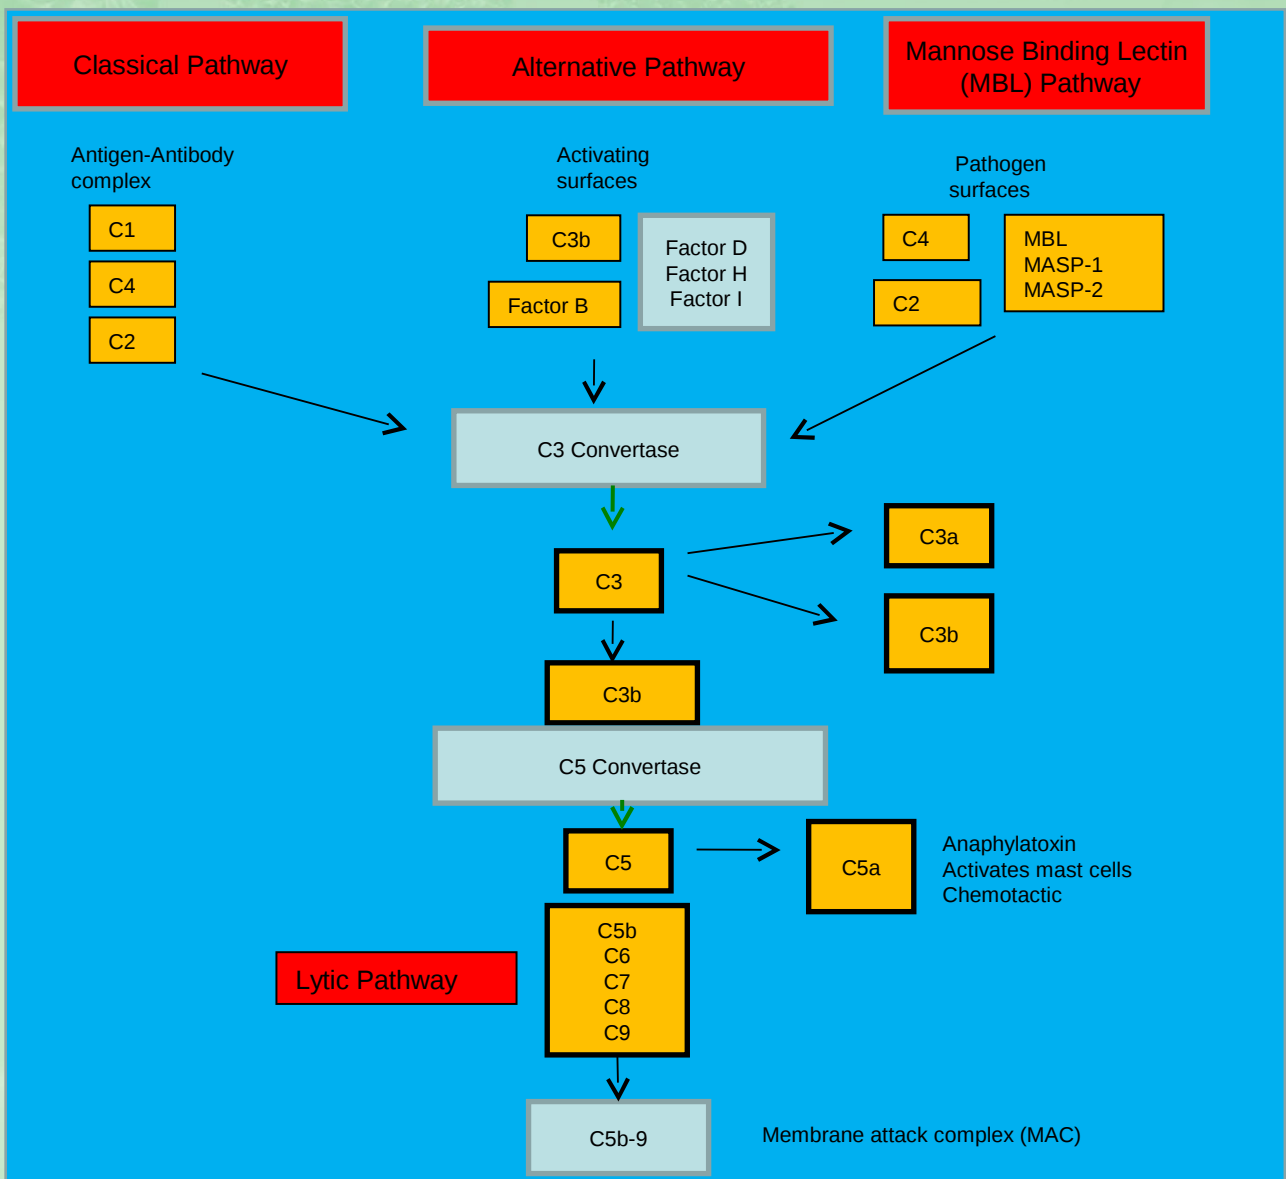 Classical Pathway
Alternative Pathway
Mannose Binding Lectin
(MBL) Pathway
Antigen-Antibody
complex
C1
C4
C2
Activating
surfaces
C3b
Factor B
Factor D
Factor H
Factor I
Pathogen
surfaces
C4
C2
MBL
MASP-1
MASP-2
C3 Convertase
C3
C3a
C3b
C3b
C5 Convertase
C5
C5a
Anaphylatoxin
Activates mast cells
Chemotactic
Lytic Pathway
C5b
C6
C7
C8
C9
C5b-9
Membrane attack complex (MAC)